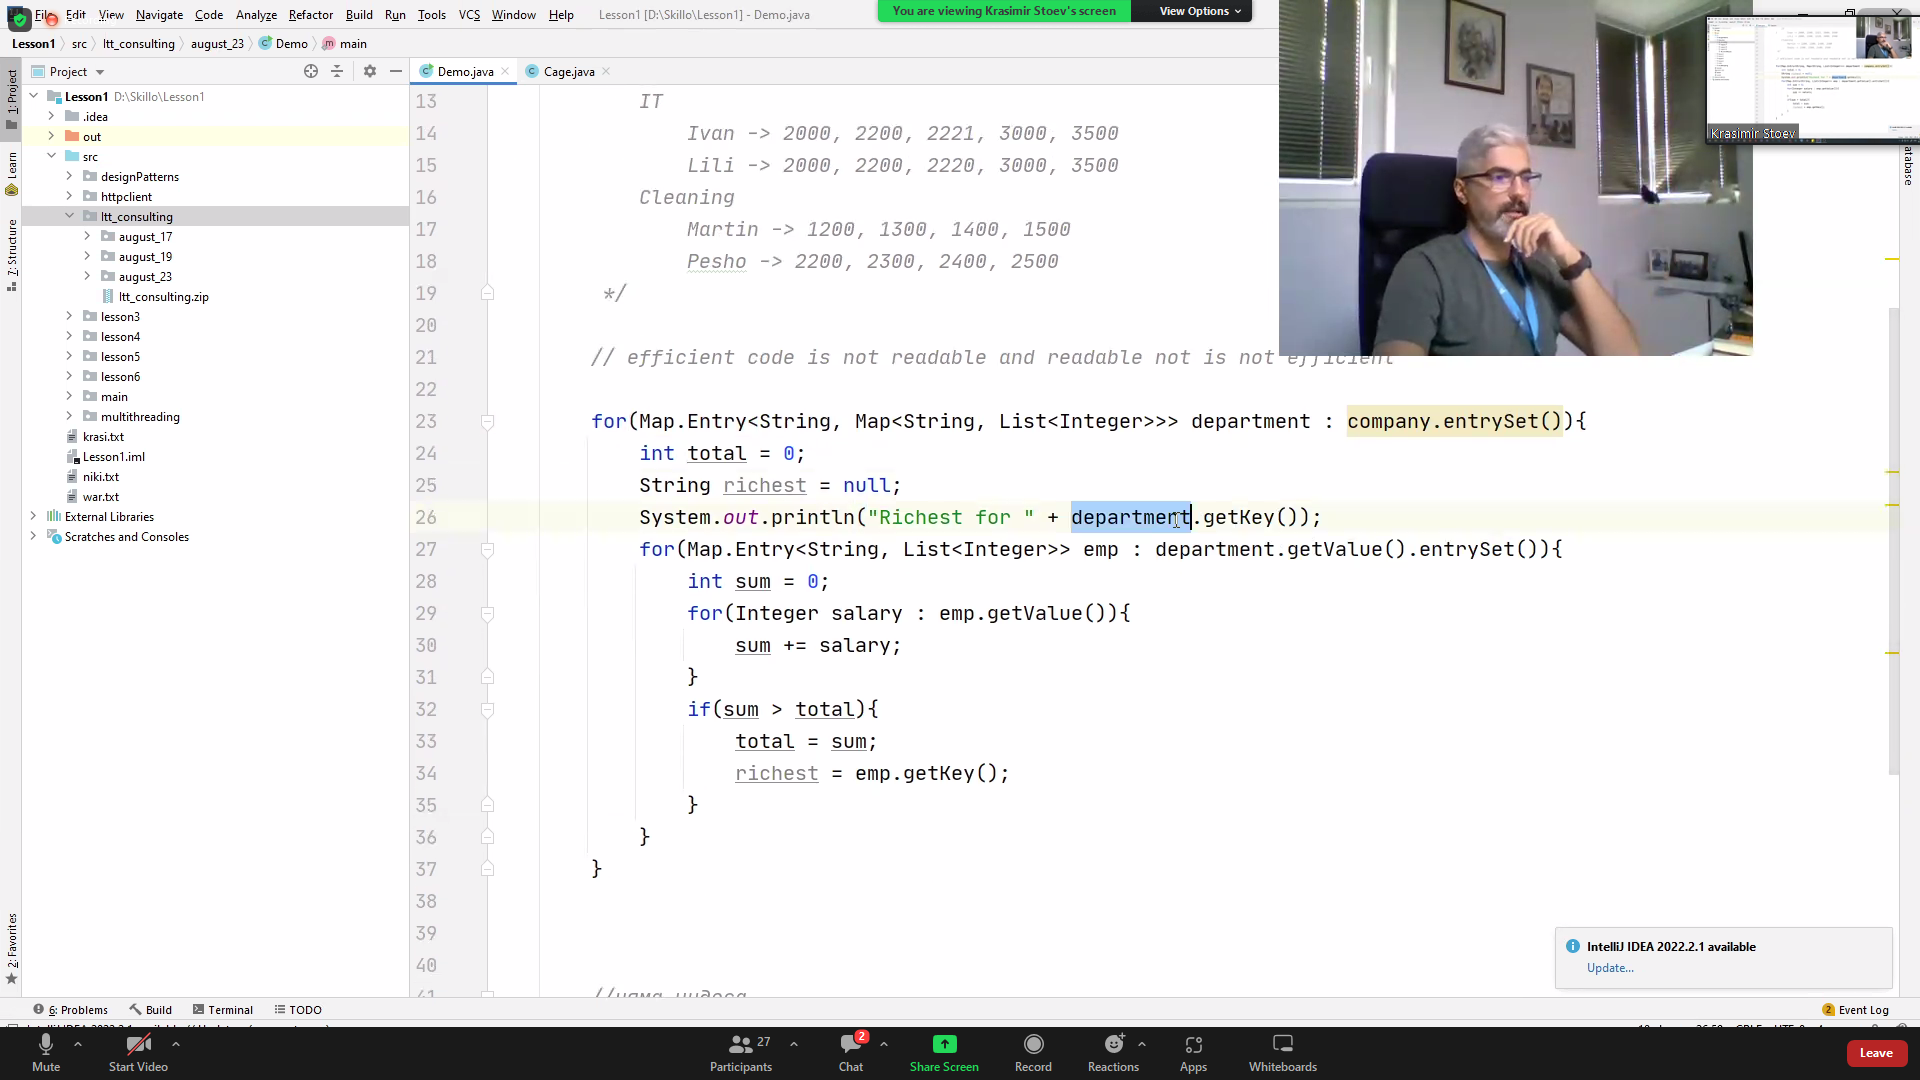 File Edit View Navigate Code Analyze Refactor Build Run Tools VCS Window Help Lesson1 [D:\Skillo\Lesson1] - Demo.java
You are viewing Krasimir Stoev's screen View Options
Lesson1 src ltt_consulting august_23 Demo main
Project
Demo.java Cage.java
1: Project
Learn
7: Structure
2: Favorites
Lesson1 D:\Skillo\Lesson1
.idea
out
src
designPatterns
httpclient
ltt_consulting
august_17
august_19
august_23
ltt_consulting.zip
lesson3
lesson4
lesson5
lesson6
main
multithreading
krasi.txt
Lesson1.iml
niki.txt
war.txt
External Libraries
Scratches and Consoles
13 IT
14 Ivan -> 2000, 2200, 2221, 3000, 3500
15 Lili -> 2000, 2200, 2220, 3000, 3500
16 Cleaning
17 Martin -> 1200, 1300, 1400, 1500
18 Pesho -> 2200, 2300, 2400, 2500
19 */
20
21 // efficient code is not readable and readable not is not efficient
22
23 for(Map.Entry<String, Map<String, List<Integer>>> department : company.entrySet()){
24 int total = 0;
25 String richest = null;
26 System.out.println("Richest for " + department.getKey());
27 for(Map.Entry<String, List<Integer>> emp : department.getValue().entrySet()){
28 int sum = 0;
29 for(Integer salary : emp.getValue()){
30 sum += salary;
31 }
32 if(sum > total){
33 total = sum;
34 richest = emp.getKey();
35 }
36 }
37 }
38
39
40
41
Krasimir Stoev
IntelliJ IDEA 2022.2.1 available
Update...
6: Problems Build Terminal TODO
2 Event Log
Mute Start Video 27 Participants 2 Chat Share Screen Record Reactions Apps Whiteboards Leave